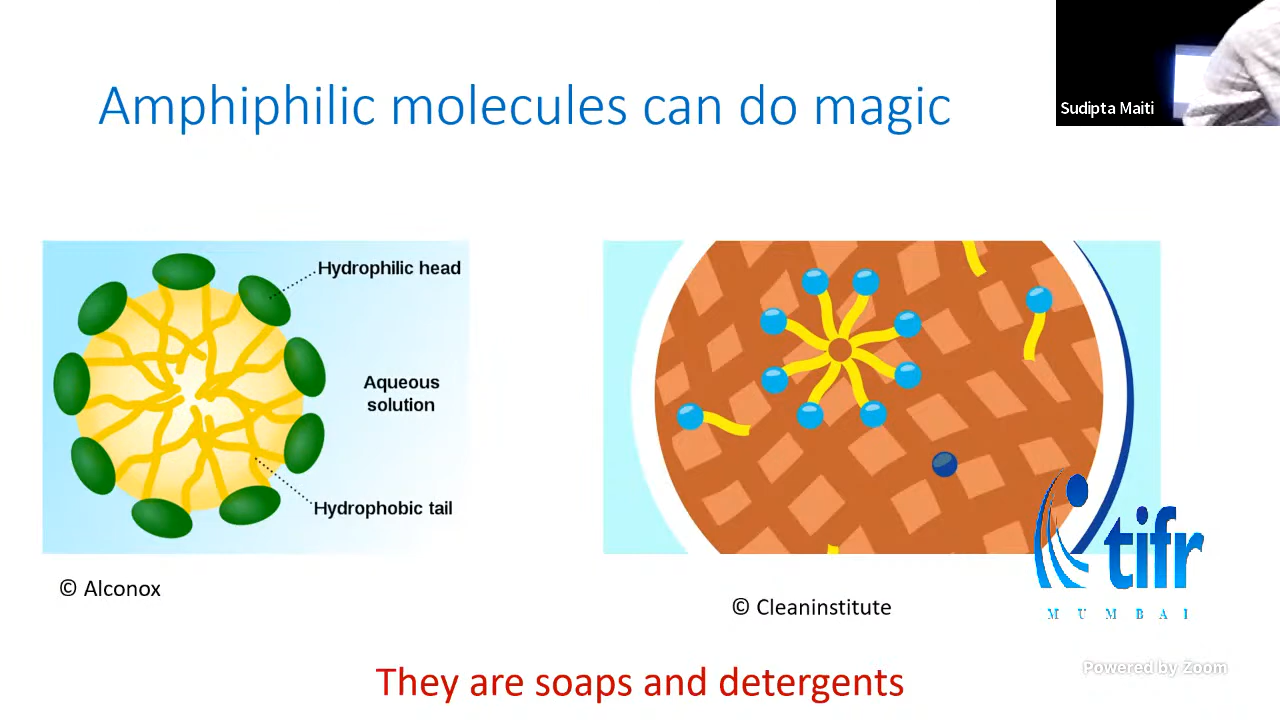 Amphiphilic molecules can do magic
Sudipta Maiti
Hydrophilic head
Aqueous
solution
Hydrophobic tail
© Alconox
© Cleaninstitute
tifr
MUMBAI
Powered by Zoom
They are soaps and detergents